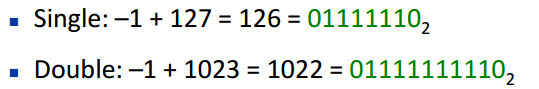 ▪ Single: –1 + 127 = 126 = 01111110₂
▪ Double: –1 + 1023 = 1022 = 01111111110₂